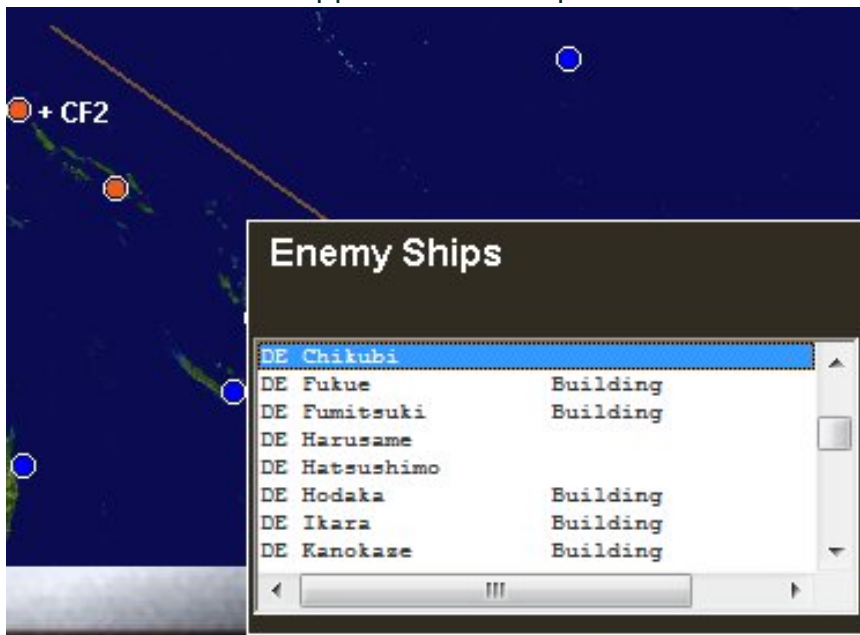 + CF2
Enemy Ships
DE Chikubi
DE Fukue Building
DE Fumitsuki Building
DE Harusame
DE Hatsushimo
DE Hodaka Building
DE Ikara Building
DE Kanokaze Building